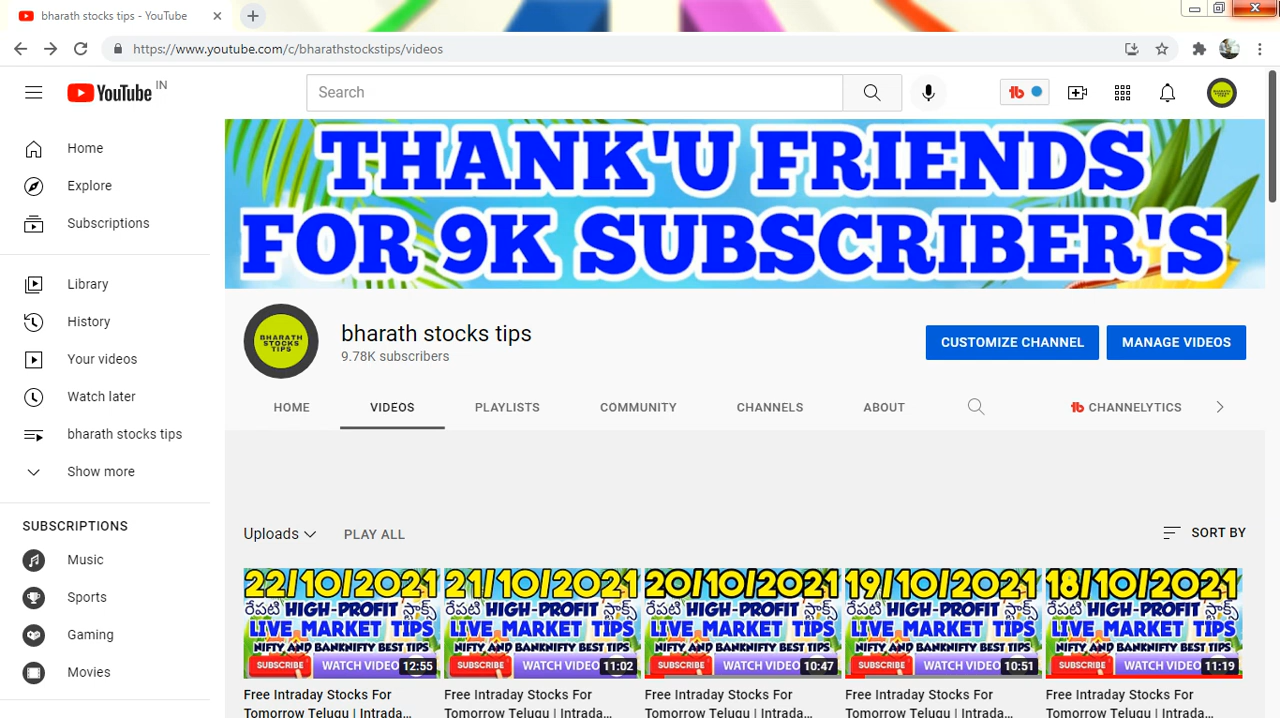 bharath stocks tips - YouTube
https://www.youtube.com/c/bharathstockstips/videos
YouTube IN
Search
tb
Home
Explore
Subscriptions
Library
History
Your videos
Watch later
bharath stocks tips
Show more
SUBSCRIPTIONS
Music
Sports
Gaming
Movies
THANK'U FRIENDS
FOR 9K SUBSCRIBER'S
BHARATH
STOCKS
TIPS
bharath stocks tips
9.78K subscribers
CUSTOMIZE CHANNEL MANAGE VIDEOS
HOME VIDEOS PLAYLISTS COMMUNITY CHANNELS ABOUT tb CHANNELYTICS
Uploads PLAY ALL SORT BY
22/10/2021
రేపటి HIGH-PROFIT స్టాక్స్
LIVE MARKET TIPS
NIFTY AND BANKNIFTY BEST TIPS
SUBSCRIBE WATCH VIDEO 12:55
Free Intraday Stocks For
Tomorrow Telugu | Intrada...
21/10/2021
రేపటి HIGH-PROFIT స్టాక్స్
LIVE MARKET TIPS
NIFTY AND BANKNIFTY BEST TIPS
SUBSCRIBE WATCH VIDEO 11:02
Free Intraday Stocks For
Tomorrow Telugu | Intrada...
20/10/2021
రేపటి HIGH-PROFIT స్టాక్స్
LIVE MARKET TIPS
NIFTY AND BANKNIFTY BEST TIPS
SUBSCRIBE WATCH VIDEO 10:47
Free Intraday Stocks For
Tomorrow Telugu | Intrada...
19/10/2021
రేపటి HIGH-PROFIT స్టాక్స్
LIVE MARKET TIPS
NIFTY AND BANKNIFTY BEST TIPS
SUBSCRIBE WATCH VIDEO 10:51
Free Intraday Stocks For
Tomorrow Telugu | Intrada...
18/10/2021
రేపటి HIGH-PROFIT స్టాక్స్
LIVE MARKET TIPS
NIFTY AND BANKNIFTY BEST TIPS
SUBSCRIBE WATCH VIDEO 11:19
Free Intraday Stocks For
Tomorrow Telugu | Intrada...